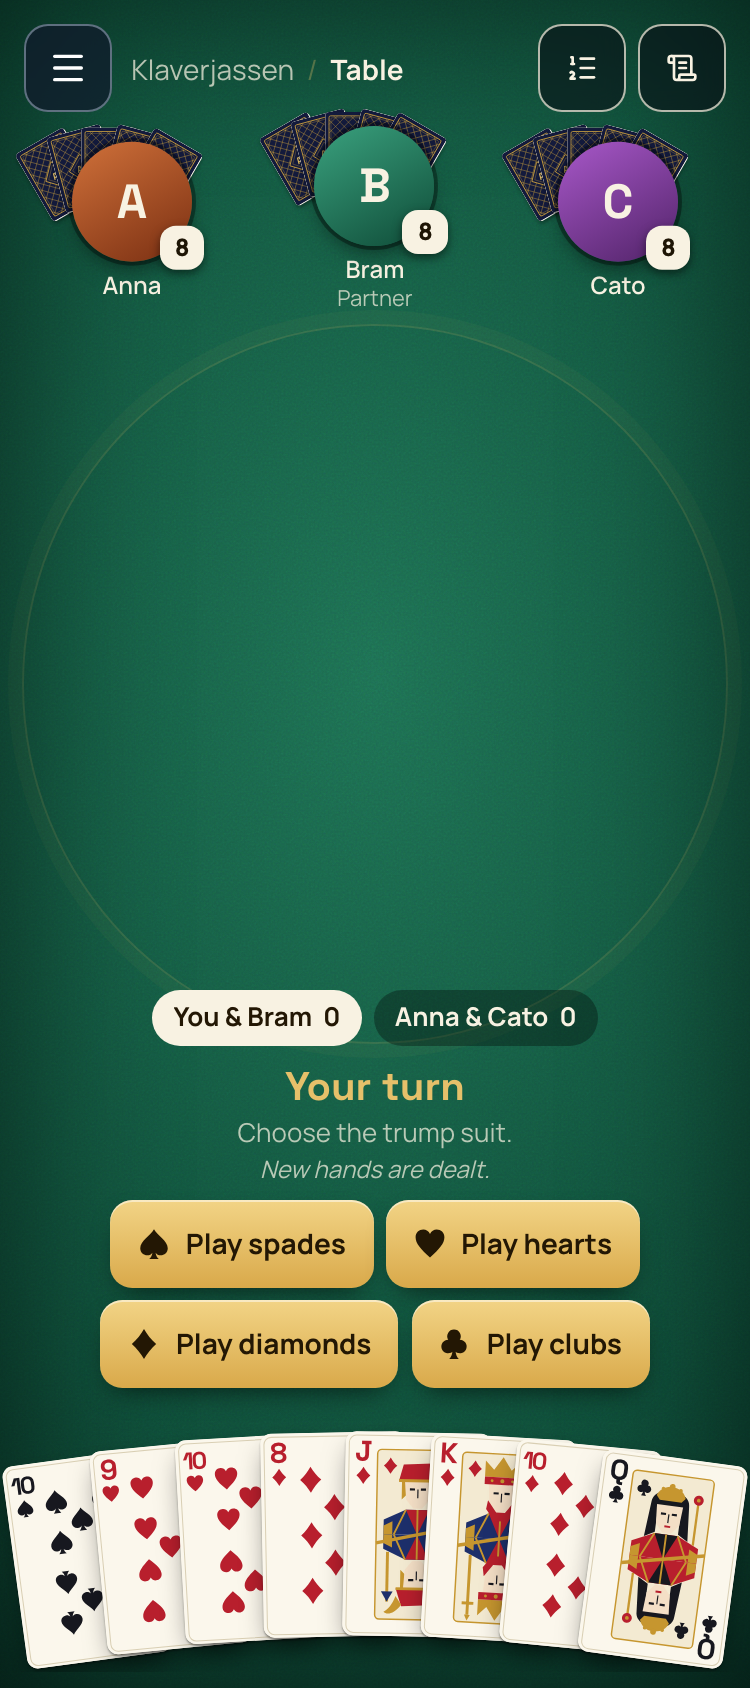 Klaverjassen / Table
A
8
Anna
B
8
Bram
Partner
C
8
Cato
You & Bram 0
Anna & Cato 0
Your turn
Choose the trump suit.
New hands are dealt.
Play spades
Play hearts
Play diamonds
Play clubs
10
9
10
8
J
K
10
Q
Q